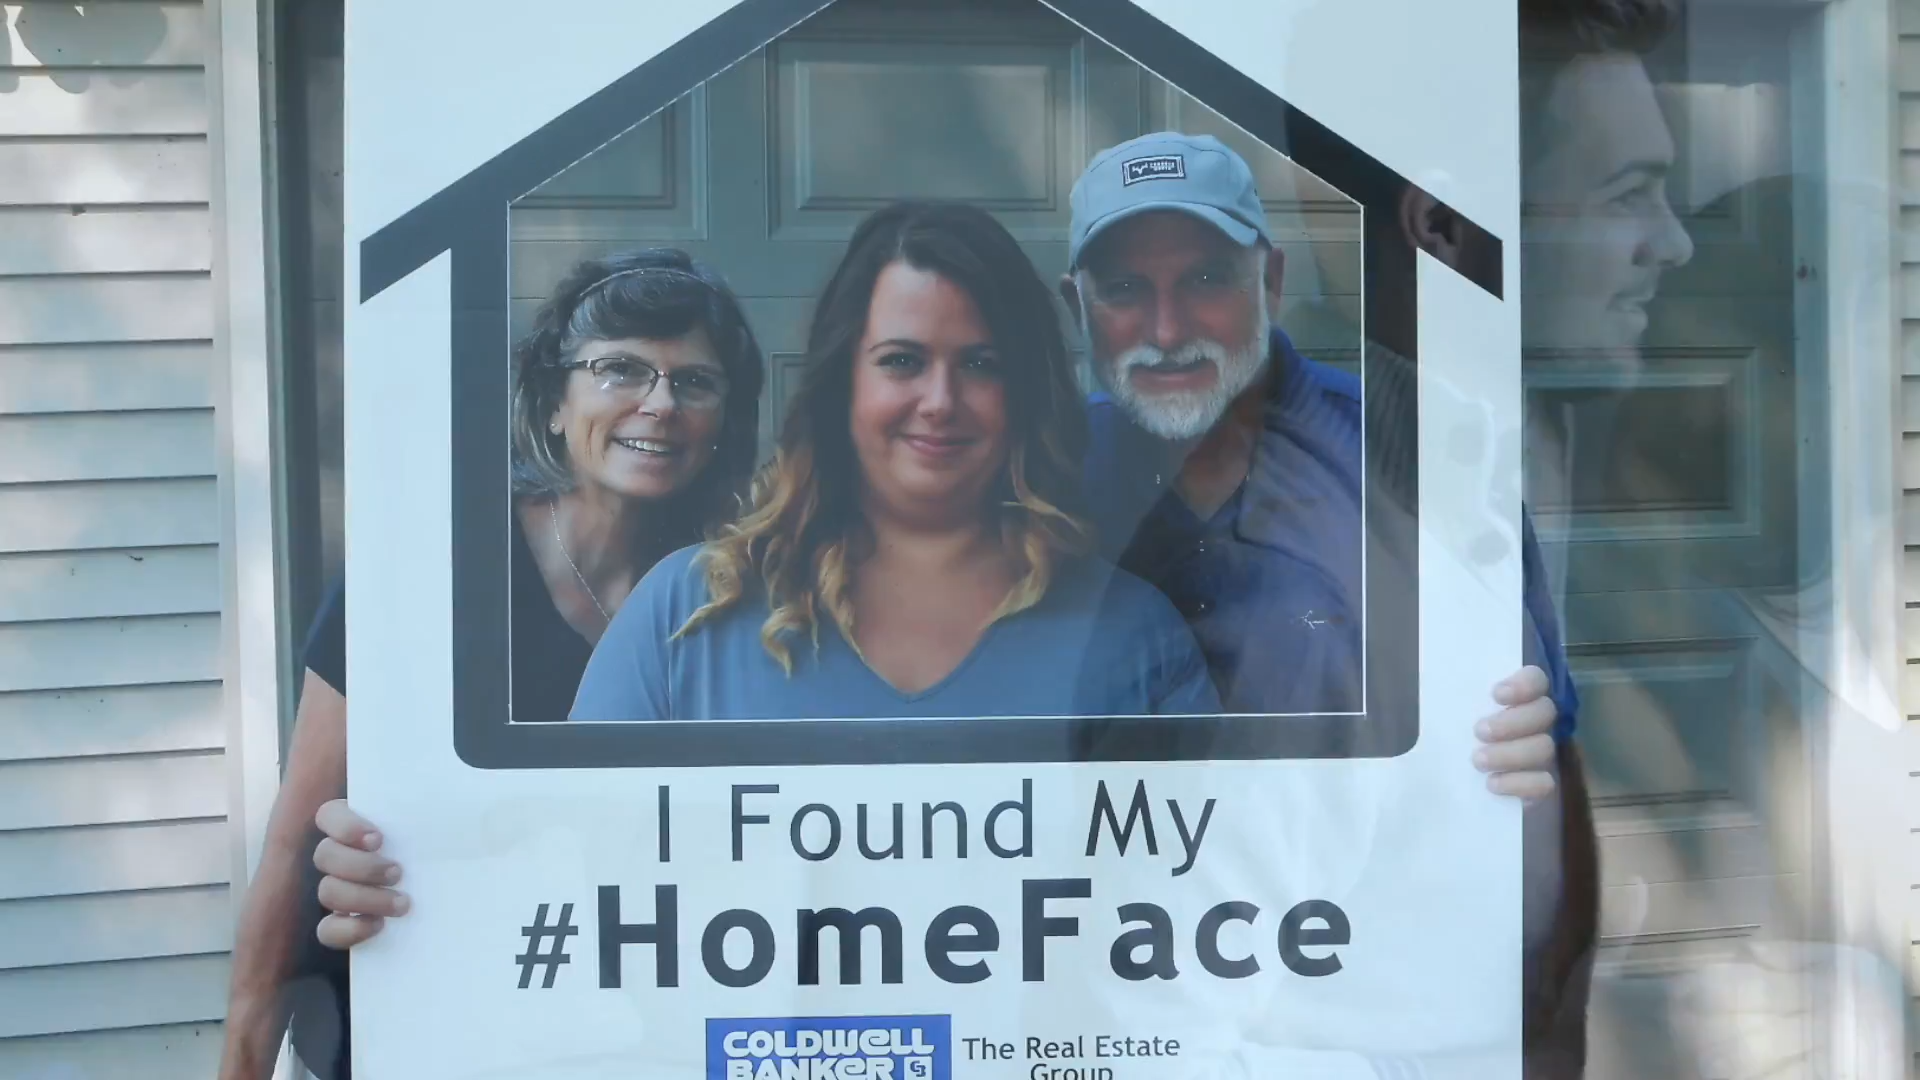 I Found My
#HomeFace
COLDWELL
BANKER
The Real Estate
Group